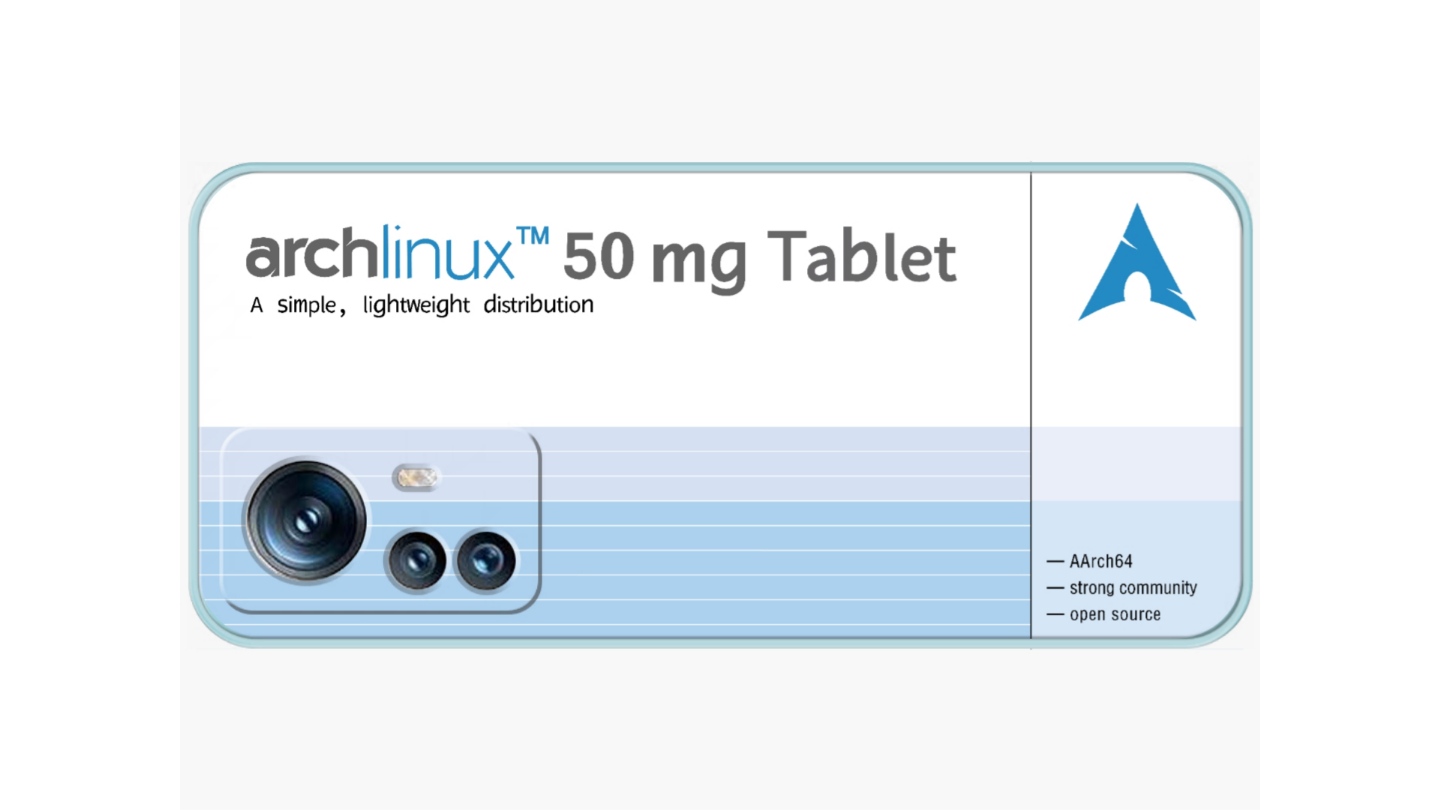 archlinux™ 50 mg Tablet
A simple, lightweight distribution
— AArch64
— strong community
— open source